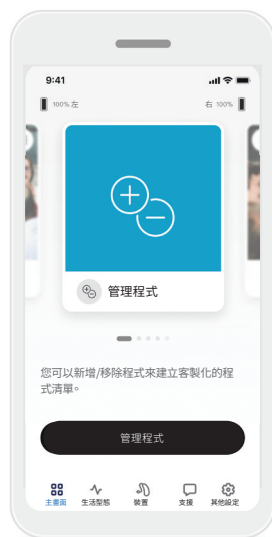 9:41
100% 左
右 100%
管理程式
您可以新增/移除程式來建立客製化的程
式清單。
管理程式
主畫面 生活型態 裝置 支援 其他設定